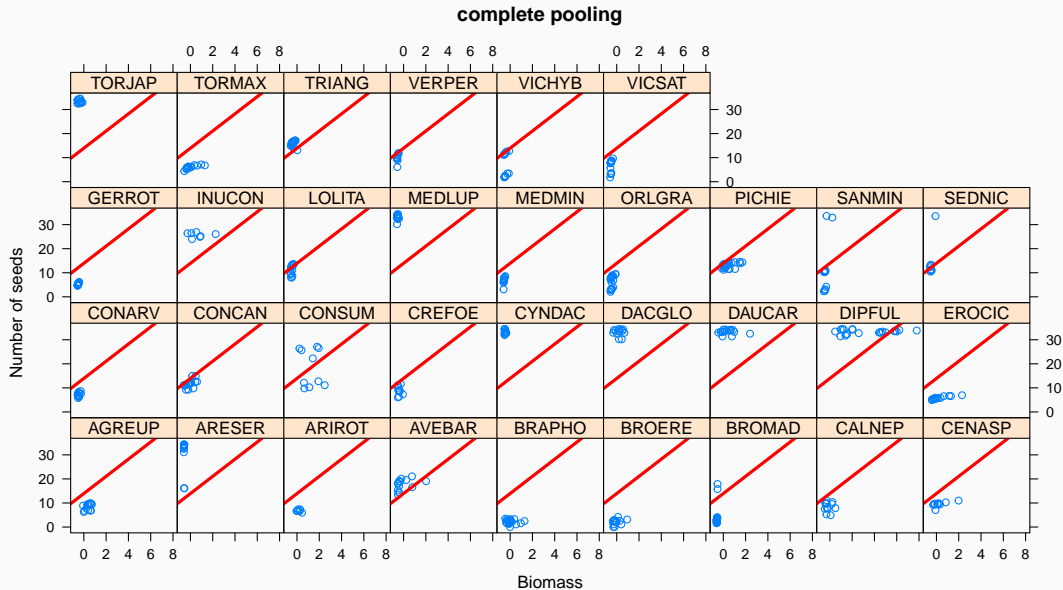 complete pooling
0 2 4 6 8 0 2 4 6 8 0 2 4 6 8
TORJAP TORMAX TRIANG VERPER VICHYB VICSAT
30
20
10
0
GERROT INUCON LOLITA MEDLUP MEDMIN ORLGRA PICHIE SANMIN SEDNIC
30
20
10
0
CONARV CONCAN CONSUM CREFOE CYNDAC DACGLO DAUCAR DIPFUL EROCIC
30
20
10
0
AGREUP ARESER ARIROT AVEBAR BRAPHO BROERE BROMAD CALNEP CENASP
30
20
10
0
0 2 4 6 8 0 2 4 6 8 0 2 4 6 8 0 2 4 6 8 0 2 4 6 8
Number of seeds
Biomass